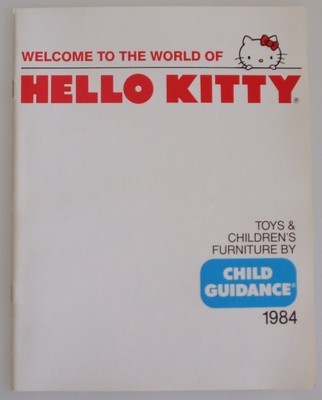 WELCOME TO THE WORLD OF
HELLO KITTY®
TOYS &
CHILDREN'S
FURNITURE BY
CHILD
GUIDANCE®
1984